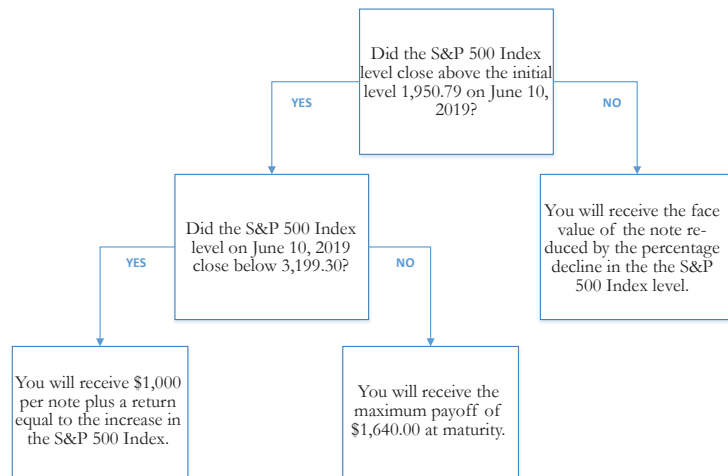 Did the S&P 500 Index
level close above the initial
level 1,950.79 on June 10,
2019?
YES
NO
Did the S&P 500 Index
level on June 10, 2019
close below 3,199.30?
You will receive the face
value of the note re-
duced by the percentage
decline in the the S&P
500 Index level.
YES
NO
You will receive $1,000
per note plus a return
equal to the increase in
the S&P 500 Index.
You will receive the
maximum payoff of
$1,640.00 at maturity.